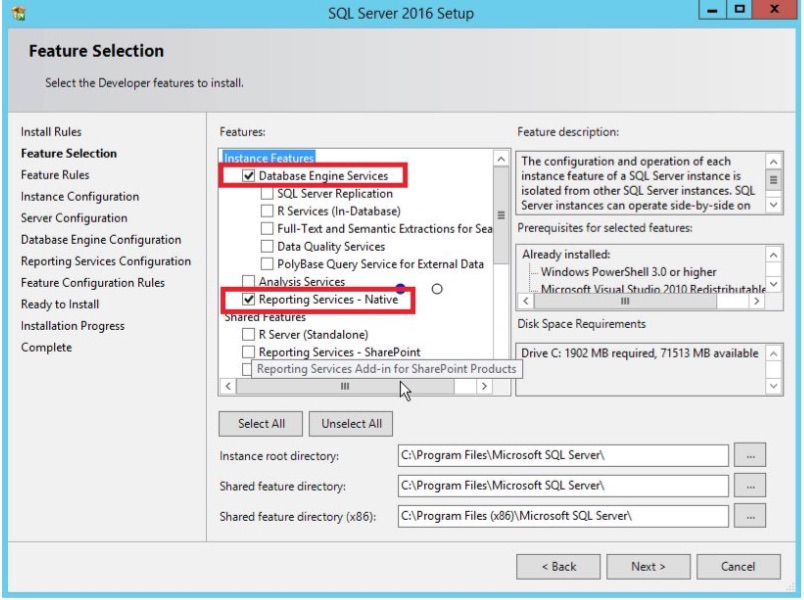 SQL Server 2016 Setup
Feature Selection
Select the Developer features to install.
Install Rules
Feature Selection
Feature Rules
Instance Configuration
Server Configuration
Database Engine Configuration
Reporting Services Configuration
Feature Configuration Rules
Ready to Install
Installation Progress
Complete
Features:
Instance Features
Database Engine Services
SQL Server Replication
R Services (In-Database)
Full-Text and Semantic Extractions for Sea
Data Quality Services
PolyBase Query Service for External Data
Analysis Services
Reporting Services - Native
Shared Features
R Server (Standalone)
Reporting Services - SharePoint
Reporting Services Add-in for SharePoint Products
Select All
Unselect All
Feature description:
The configuration and operation of each
instance feature of a SQL Server instance is
isolated from other SQL Server instances. SQL
Server instances can operate side-by-side on
Prerequisites for selected features:
Already installed:
Windows PowerShell 3.0 or higher
Microsoft Visual Studio 2010 Redistributable
Disk Space Requirements
Drive C: 1902 MB required, 71513 MB available
Instance root directory: C:\Program Files\Microsoft SQL Server\ ...
Shared feature directory: C:\Program Files\Microsoft SQL Server\ ...
Shared feature directory (x86): C:\Program Files (x86)\Microsoft SQL Server\ ...
< Back Next > Cancel